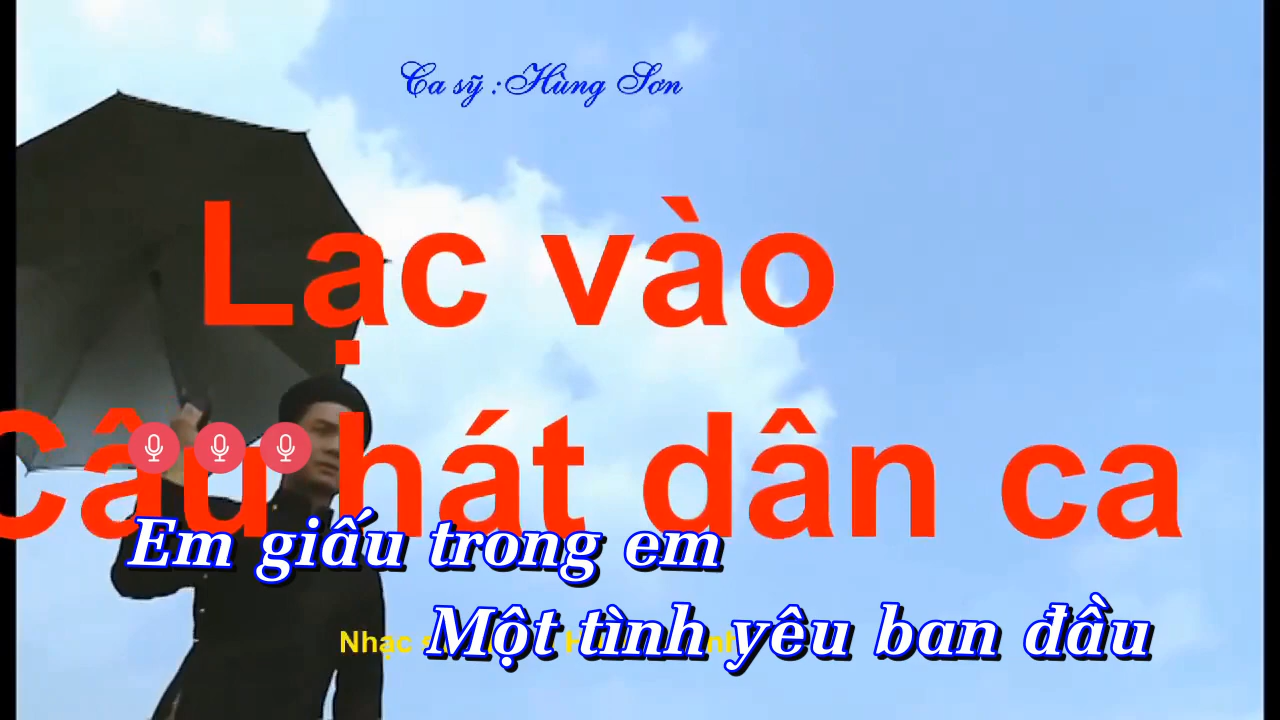 Ca sỹ : Hùng Sơn
Lạc vào
Câu hát dân ca
Em giấu trong em
Một tình yêu ban đầu
Nhạc